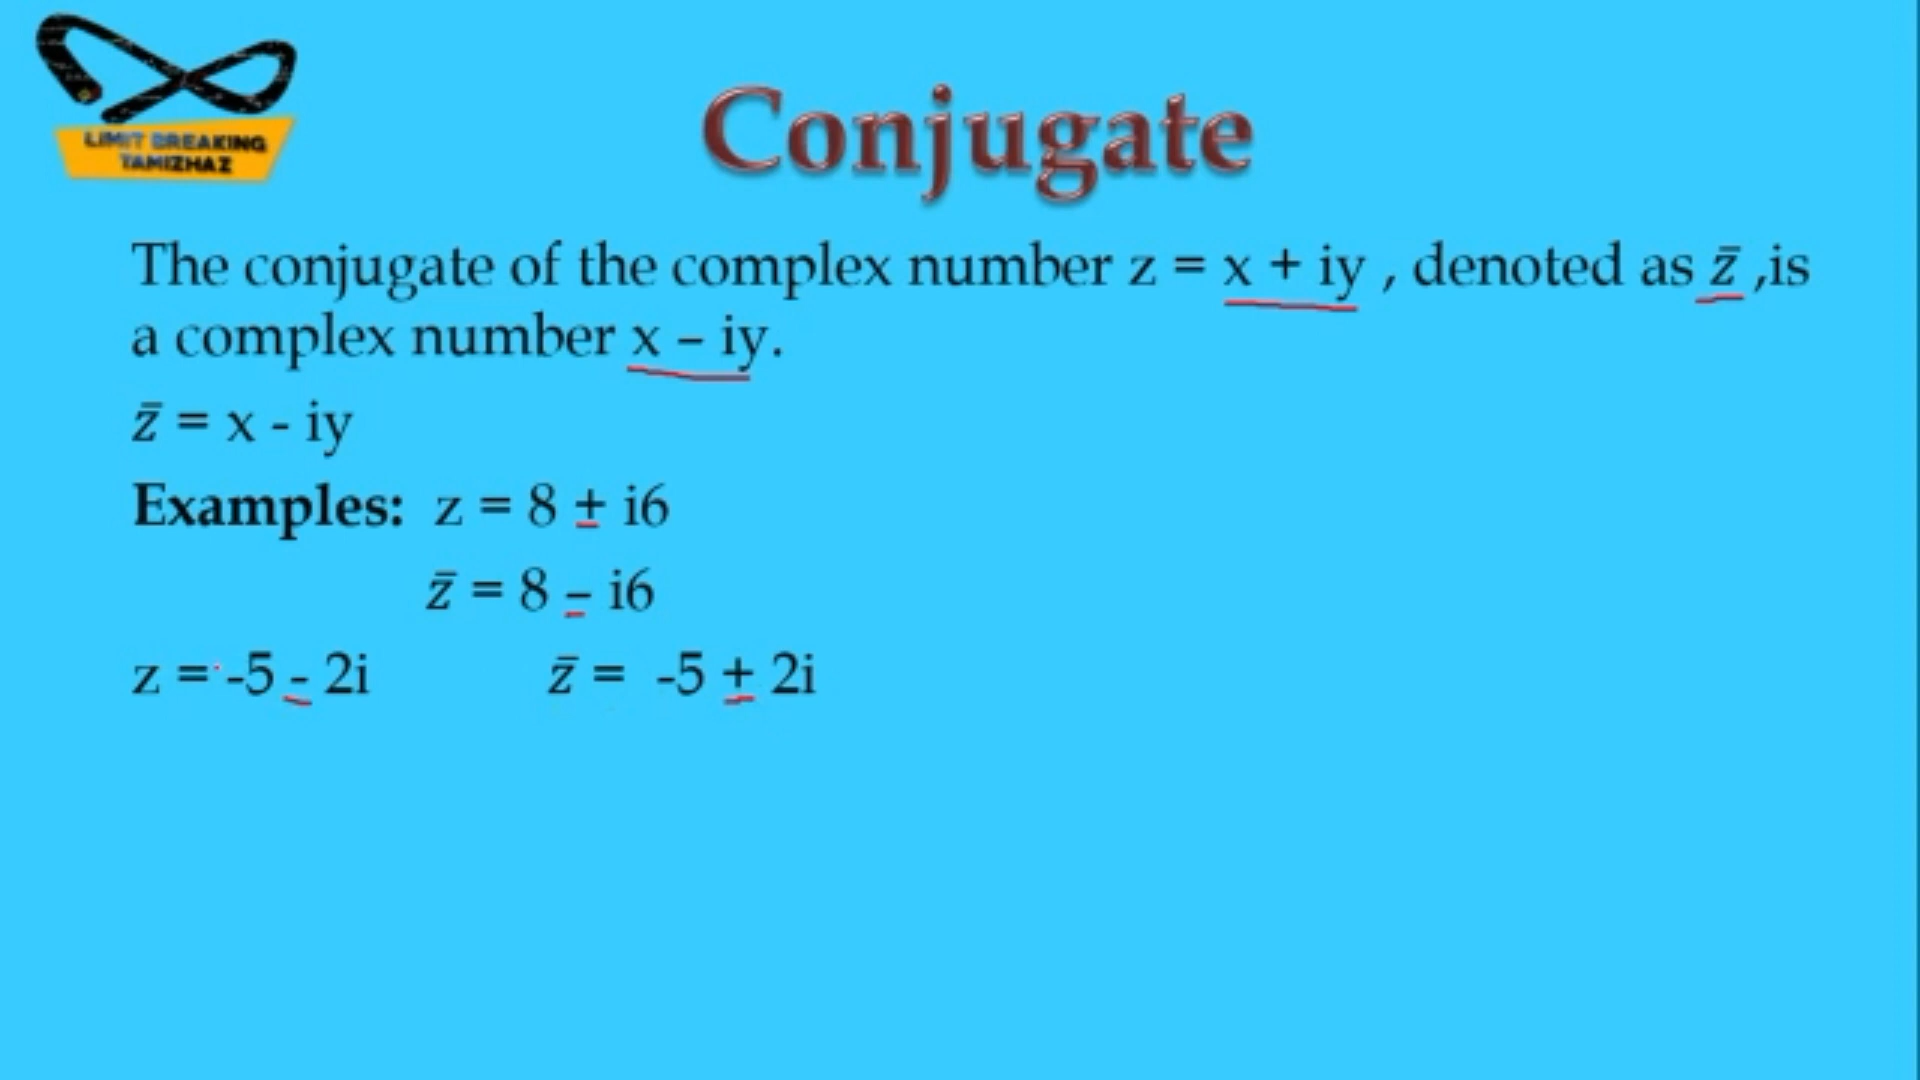 LIMIT BREAKING
TAMIZHAZ
Conjugate
The conjugate of the complex number z = x + iy , denoted as z̄ ,is
a complex number x – iy.
z̄ = x - iy
Examples: z = 8 + i6
z̄ = 8 – i6
z = -5 - 2i z̄ = -5 + 2i